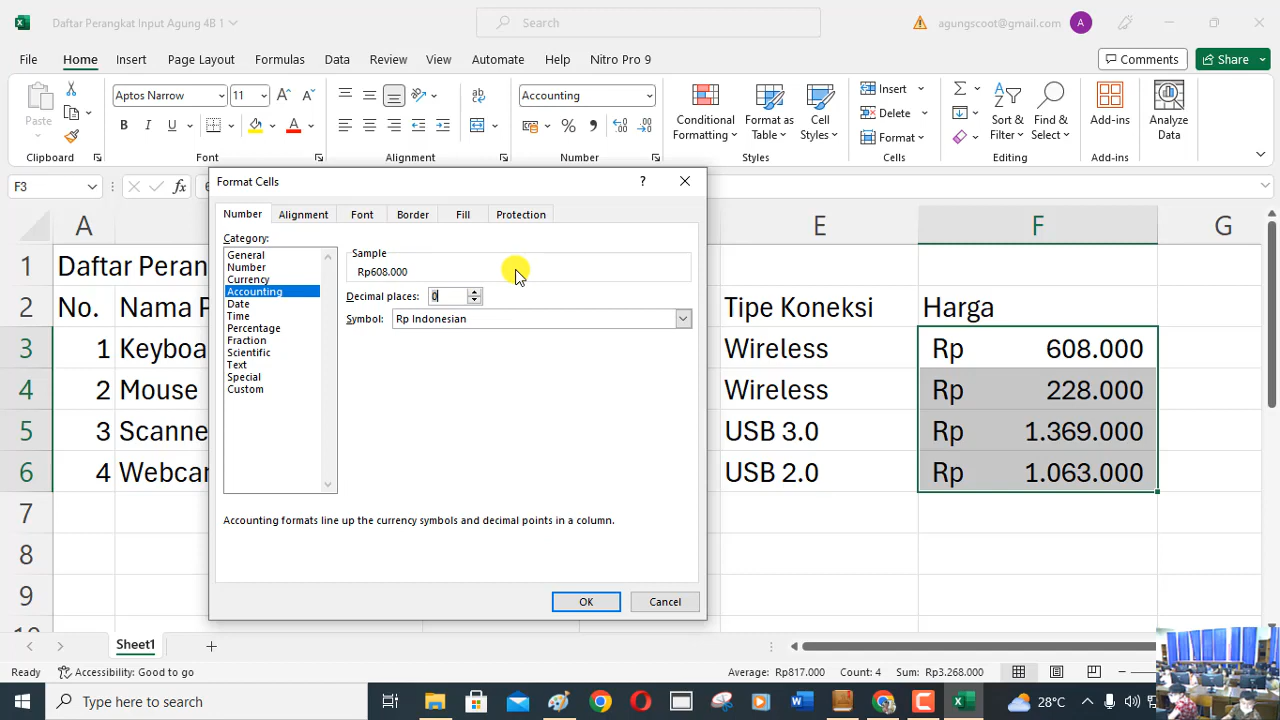 Daftar Perangkat Input Agung 4B 1
Search
agungscoot@gmail.com
A
File Home Insert Page Layout Formulas Data Review View Automate Help Nitro Pro 9
Comments Share
Paste
Clipboard
Aptos Narrow 11
B I U A
Font
Alignment
Accounting
Number
Conditional Formatting
Format as Table
Cell Styles
Styles
Insert
Delete
Format
Cells
Sort & Filter
Find & Select
Editing
Add-ins
Add-ins
Analyze Data
F3
fx
Format Cells
?
Number Alignment Font Border Fill Protection
Category:
General
Number
Currency
Accounting
Date
Time
Percentage
Fraction
Scientific
Text
Special
Custom
Sample
Rp608.000
Decimal places: 0
Symbol: Rp Indonesian
Accounting formats line up the currency symbols and decimal points in a column.
OK Cancel
A E F G
1 Daftar Peran
2 No. Nama P Tipe Koneksi Harga
3 1 Keyboa Wireless Rp 608.000
4 2 Mouse Wireless Rp 228.000
5 3 Scanne USB 3.0 Rp 1.369.000
6 4 Webcar USB 2.0 Rp 1.063.000
7
8
9
Sheet1
Ready Accessibility: Good to go Average: Rp817.000 Count: 4 Sum: Rp3.268.000
Type here to search
28°C